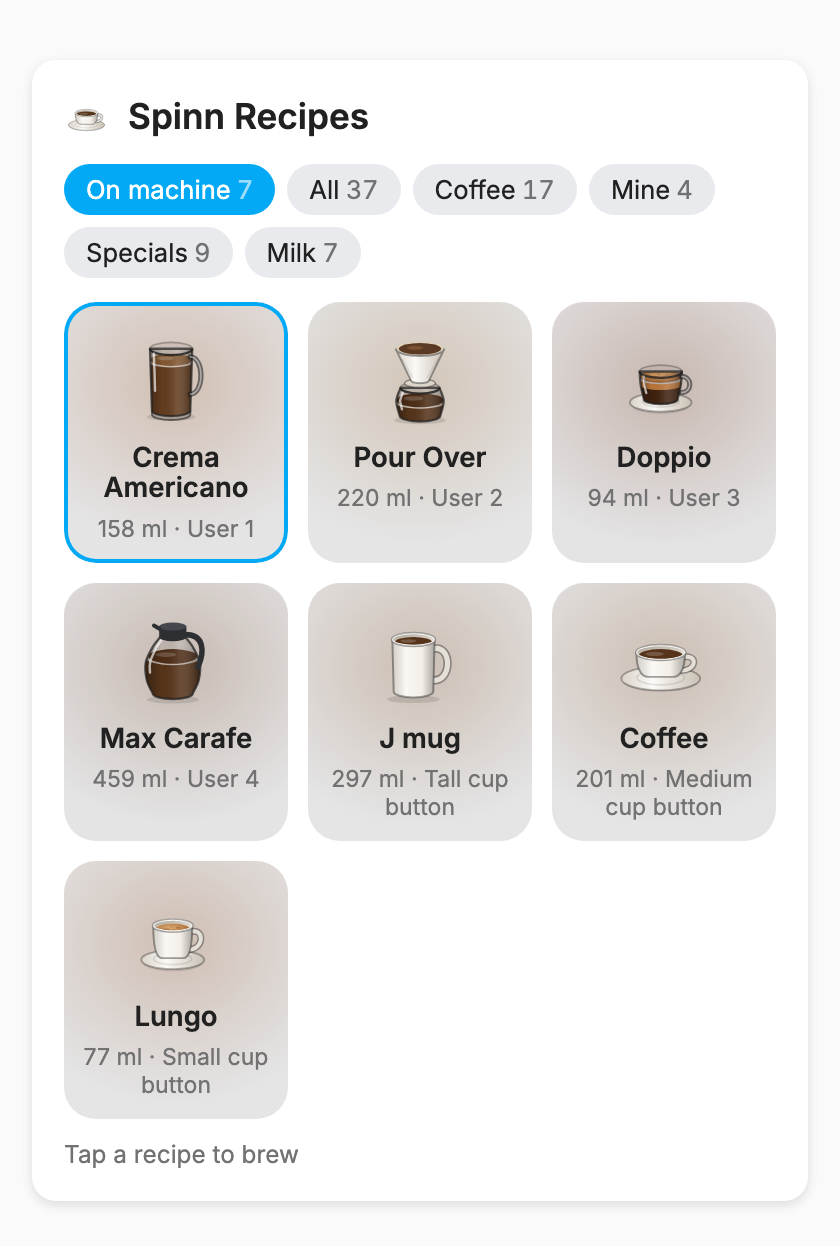 Spinn Recipes
On machine 7
All 37
Coffee 17
Mine 4
Specials 9
Milk 7
Crema
Americano
158 ml · User 1
Pour Over
220 ml · User 2
Doppio
94 ml · User 3
Max Carafe
459 ml · User 4
J mug
297 ml · Tall cup
button
Coffee
201 ml · Medium
cup button
Lungo
77 ml · Small cup
button
Tap a recipe to brew